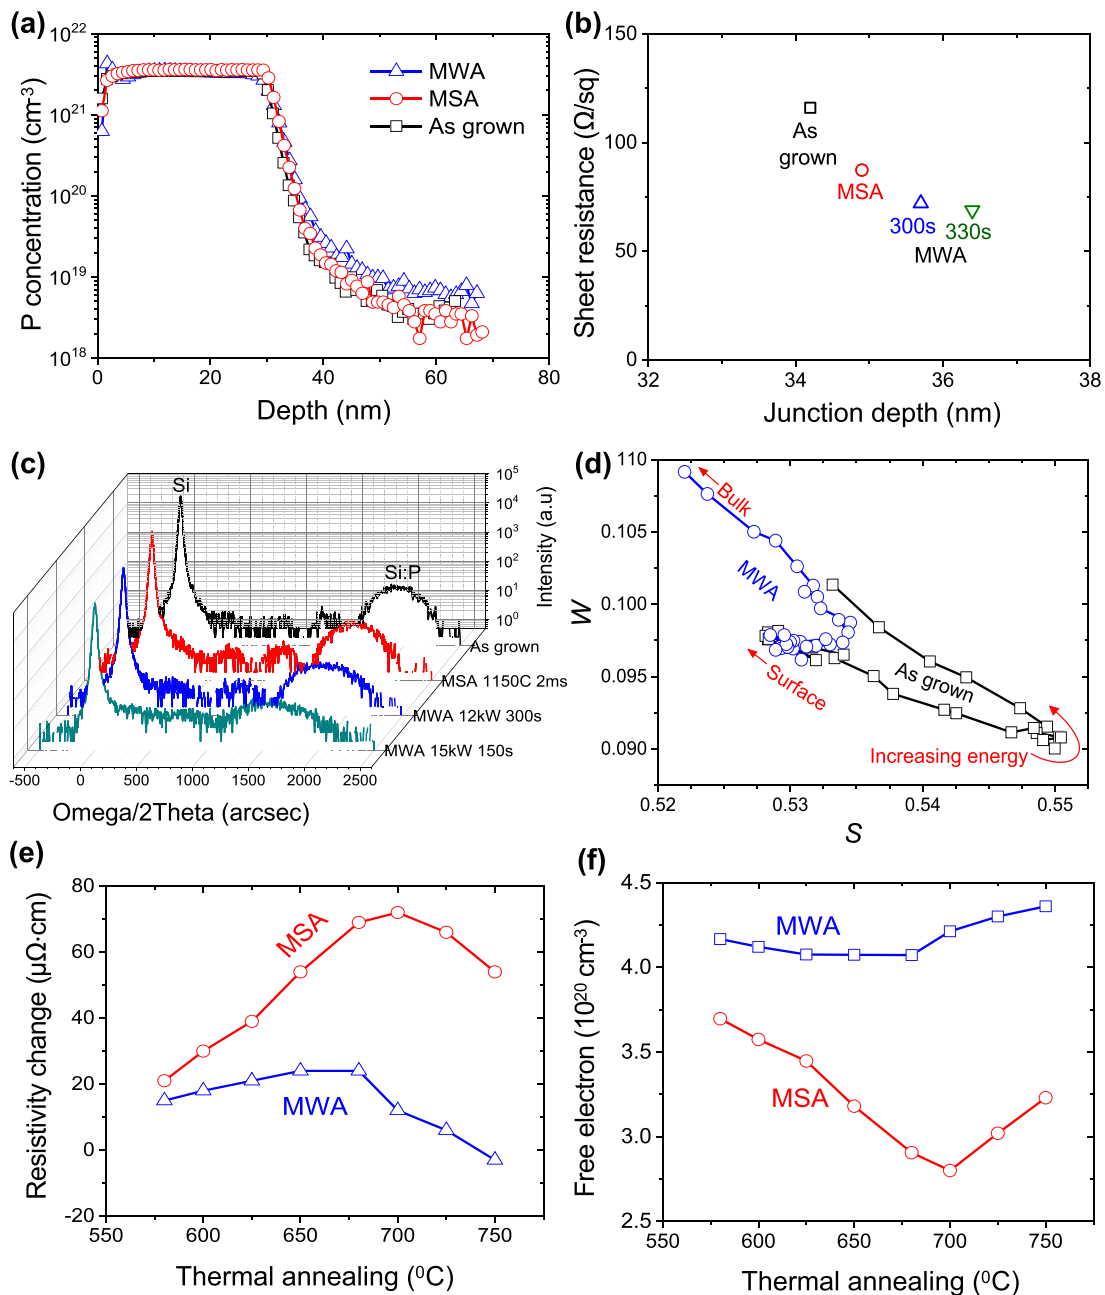 (a)
10^22
10^21
10^20
10^19
10^18
P concentration (cm^-3)
MWA
MSA
As grown
0
20
40
60
80
Depth (nm)
(b)
150
100
50
0
Sheet resistance (Ω/sq)
As
grown
MSA
300s
330s
MWA
32
34
36
38
Junction depth (nm)
(c)
Si
Si:P
10^5
10^4
10^3
10^2
10^1
10^0
Intensity (a.u)
As grown
MSA 1150C 2ms
MWA 12kW 300s
MWA 15kW 150s
-500
0
500
1000
1500
2000
2500
Omega/2Theta (arcsec)
(d)
110
0.105
0.100
0.095
0.090
W
Bulk
MWA
Surface
As grown
Increasing energy
0.52
0.53
0.54
0.55
S
(e)
80
60
40
20
0
-20
Resistivity change (μΩ·cm)
MSA
MWA
550
600
650
700
750
Thermal annealing (⁰C)
(f)
4.5
4.0
3.5
3.0
2.5
Free electron (10^20 cm^-3)
MWA
MSA
550
600
650
700
750
Thermal annealing (⁰C)